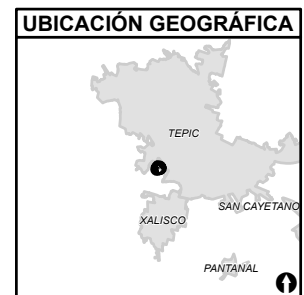 UBICACIÓN GEOGRÁFICA
TEPIC
SAN CAYETANO
XALISCO
PANTANAL